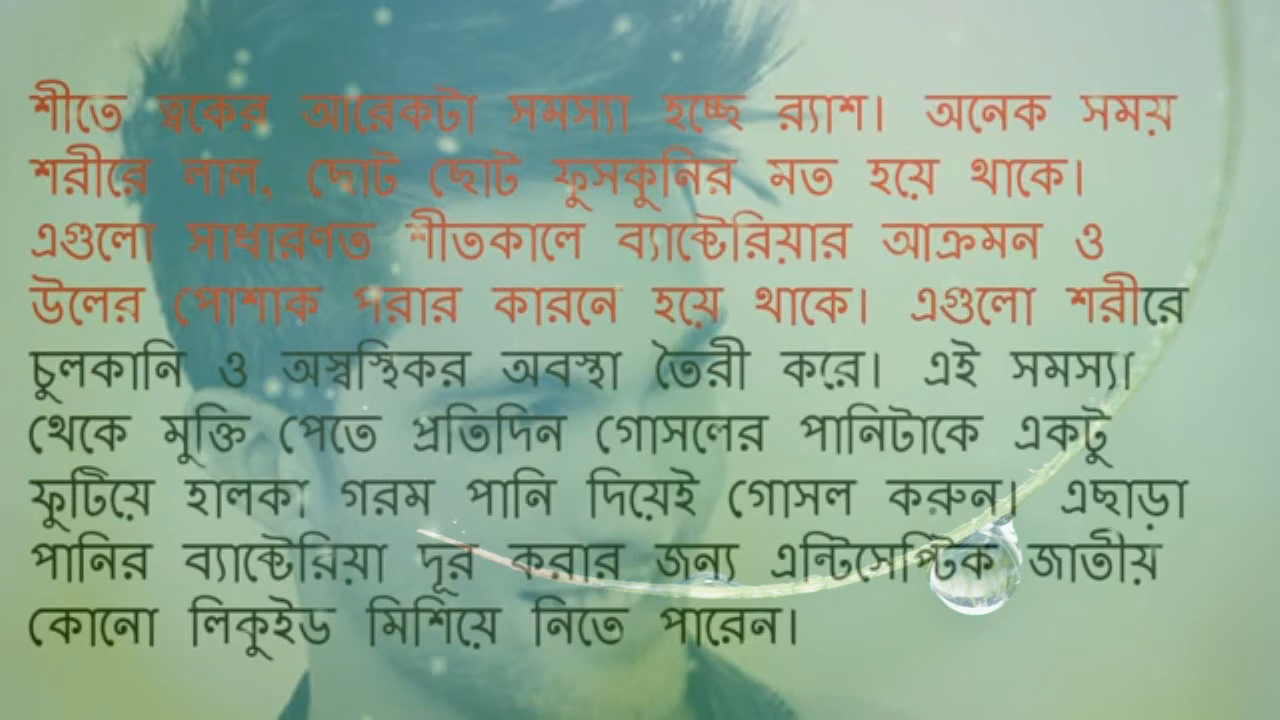 শীতে ত্বকের আরেকটা সমস্যা হচ্ছে র‍্যাশ। অনেক সময়
শরীরে লাল, ছোট ছোট ফুসকুনির মত হয়ে থাকে।
এগুলো সাধারণত শীতকালে ব্যাক্টেরিয়ার আক্রমন ও
উলের পোশাক পরার কারনে হয়ে থাকে। এগুলো শরীরে
চুলকানি ও অস্বস্থিকর অবস্থা তৈরী করে। এই সমস্যা
থেকে মুক্তি পেতে প্রতিদিন গোসলের পানিটাকে একটু
ফুটিয়ে হালকা গরম পানি দিয়েই গোসল করুন। এছাড়া
পানির ব্যাক্টেরিয়া দূর করার জন্য এন্টিসেপ্টিক জাতীয়
কোনো লিকুইড মিশিয়ে নিতে পারেন।